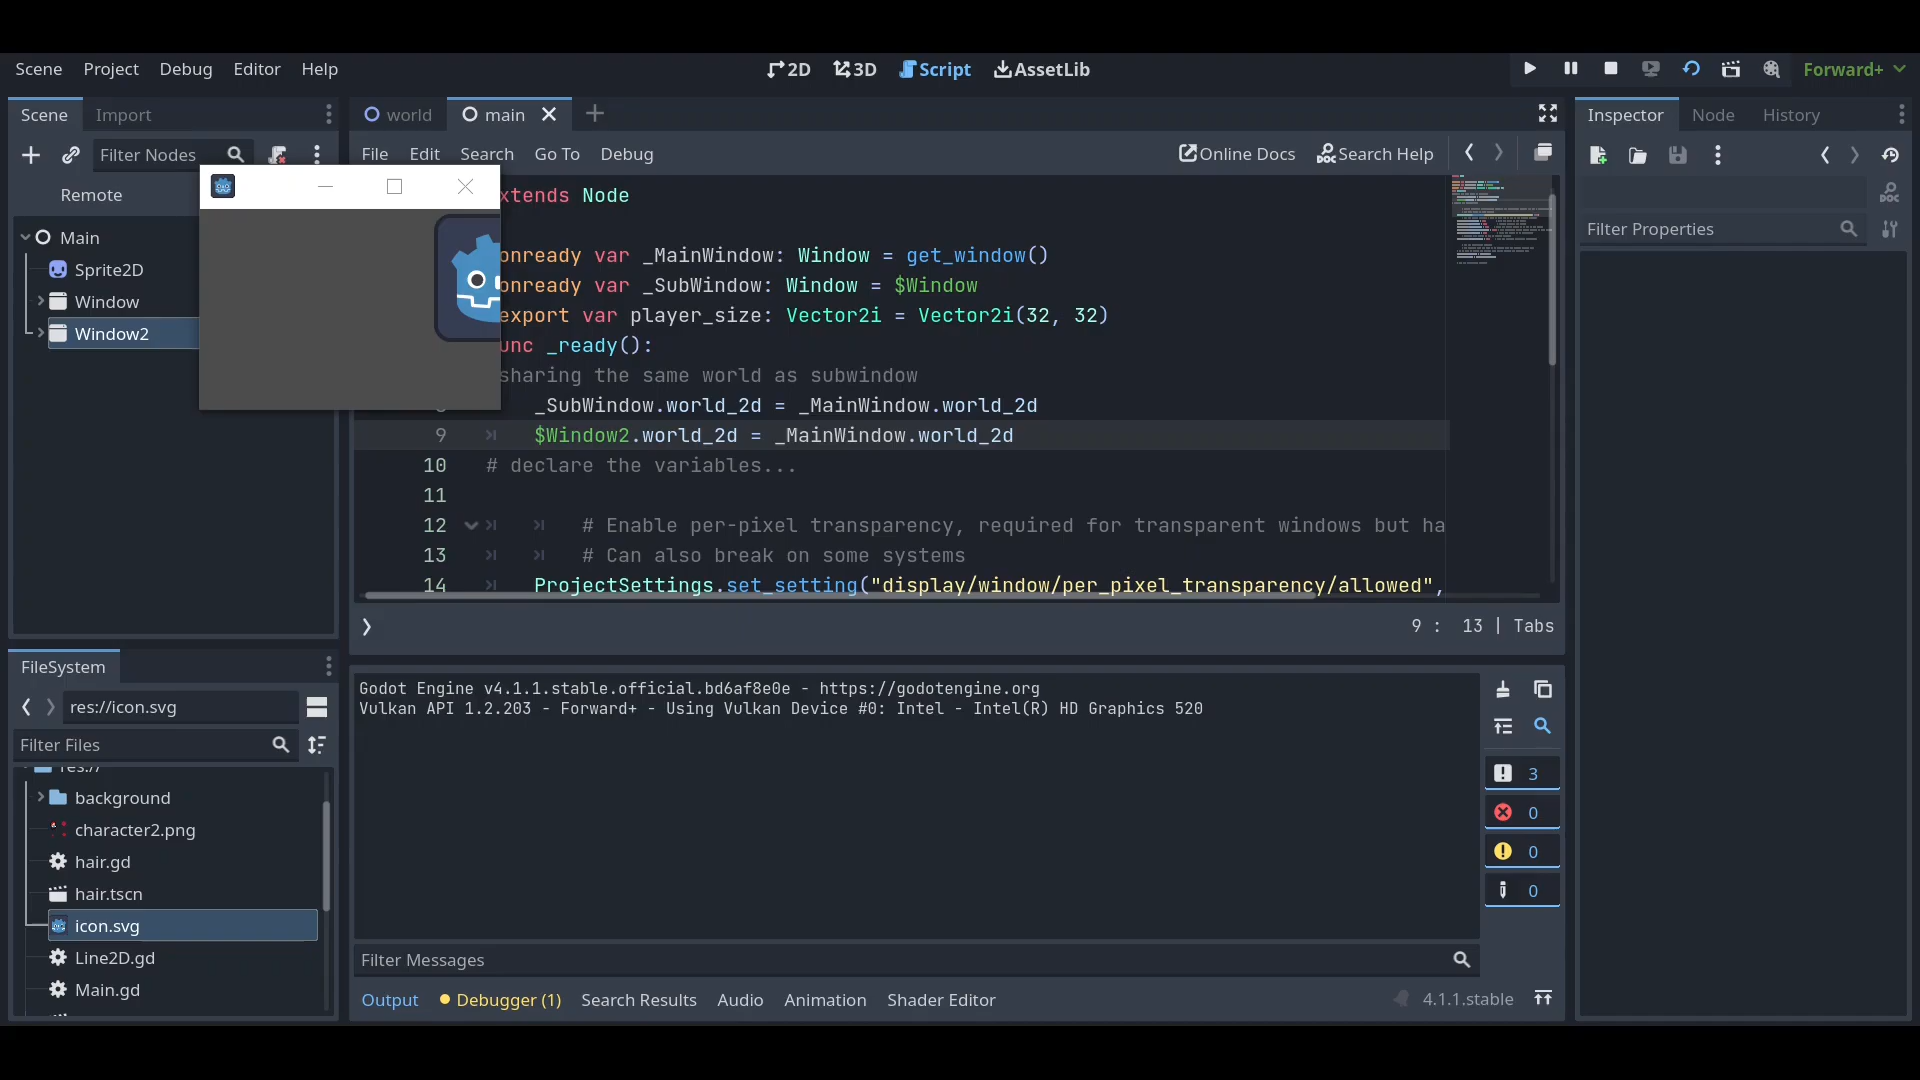 Scene Project Debug Editor Help
2D 3D Script AssetLib
Forward+
Scene Import
world main
Inspector Node History
Filter Nodes
File Edit Search Go To Debug
Online Docs Search Help
Remote
Filter Properties
Main
Sprite2D
Window
Window2
xtends Node
onready var _MainWindow: Window = get_window()
onready var _SubWindow: Window = $Window
export var player_size: Vector2i = Vector2i(32, 32)
unc _ready():
sharing the same world as subwindow
_SubWindow.world_2d = _MainWindow.world_2d
9 $Window2.world_2d = _MainWindow.world_2d
10 # declare the variables...
11
12 # Enable per-pixel transparency, required for transparent windows but ha
13 # Can also break on some systems
14 ProjectSettings.set_setting("display/window/per_pixel_transparency/allowed",
9 : 13 | Tabs
FileSystem
res://icon.svg
Filter Files
res://
background
character2.png
hair.gd
hair.tscn
icon.svg
Line2D.gd
Main.gd
Godot Engine v4.1.1.stable.official.bd6af8e0e - https://godotengine.org
Vulkan API 1.2.203 - Forward+ - Using Vulkan Device #0: Intel - Intel(R) HD Graphics 520
3
0
0
0
Filter Messages
Output Debugger (1) Search Results Audio Animation Shader Editor
4.1.1.stable